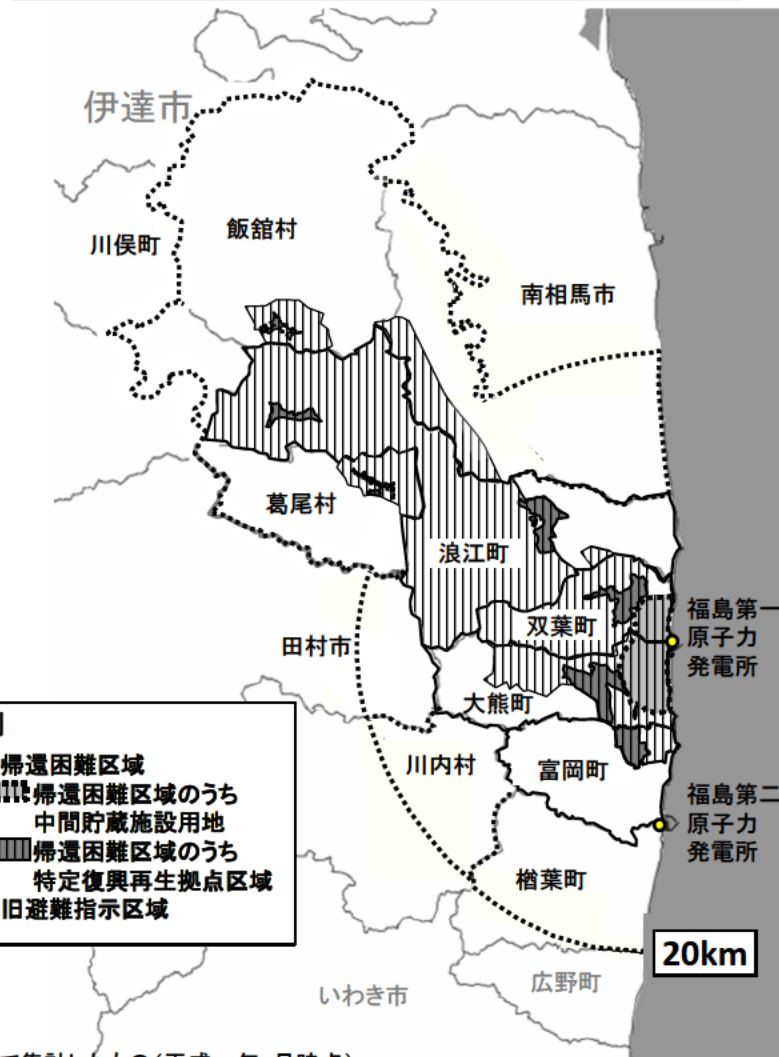 伊達市
川俣町
飯舘村
南相馬市
葛尾村
浪江町
双葉町
福島第一
原子力
発電所
田村市
大熊町
川内村
富岡町
帰還困難区域
帰還困難区域のうち
中間貯蔵施設用地
帰還困難区域のうち
特定復興再生拠点区域
旧避難指示区域
福島第二
原子力
発電所
楢葉町
20km
広野町
いわき市